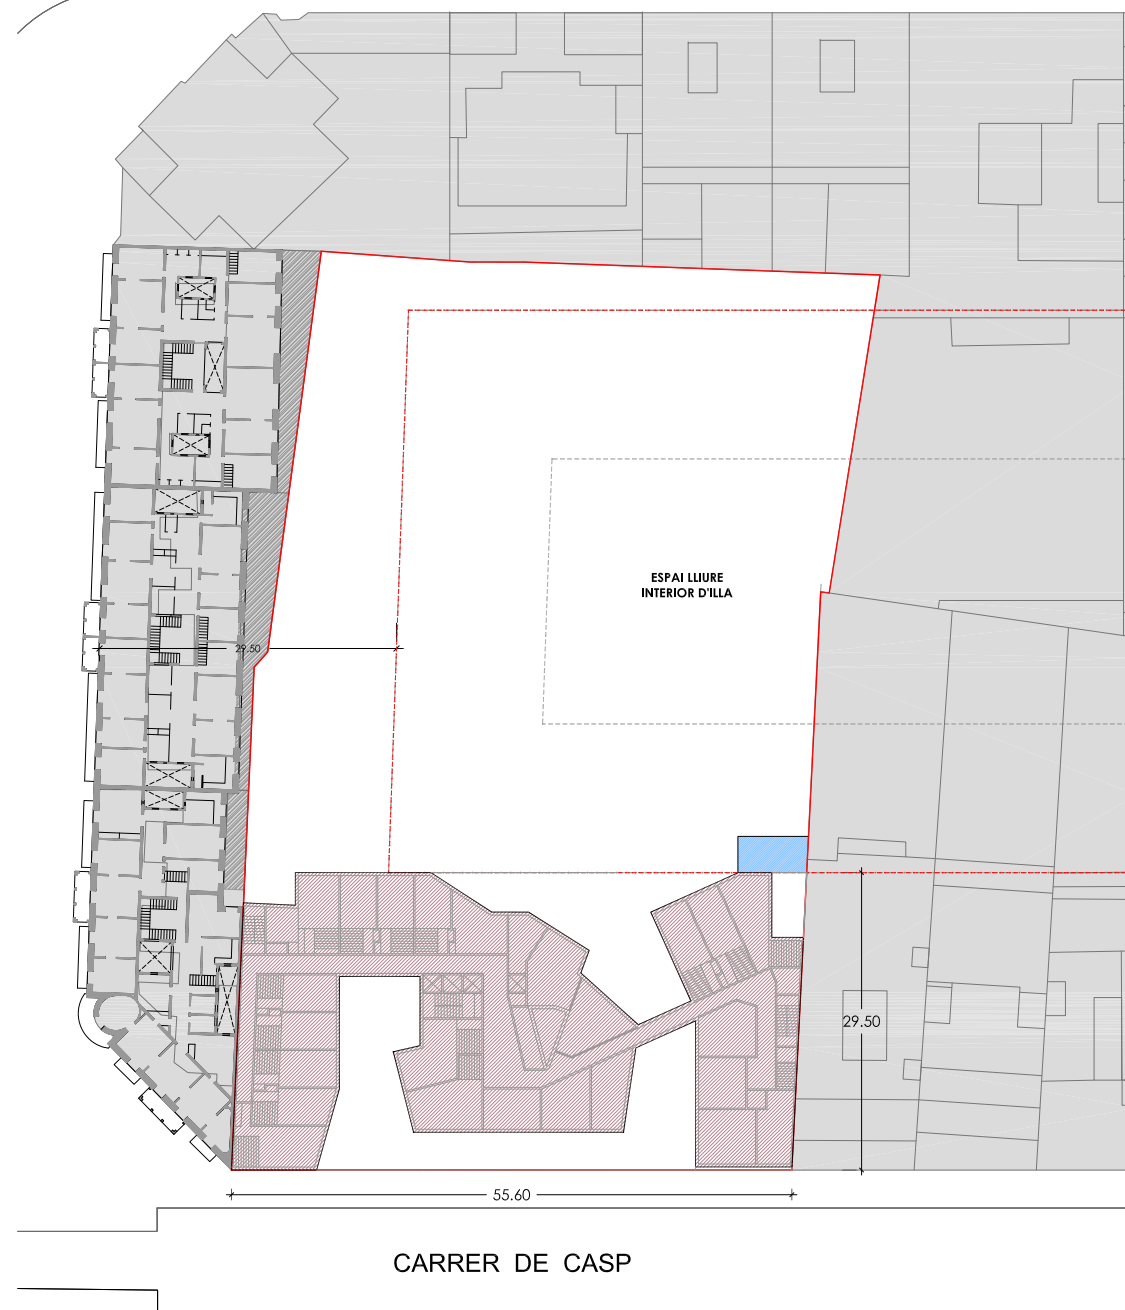 ESPAI LLIURE
INTERIOR D'ILLA
29.50
29.50
55.60
CARRER DE CASP